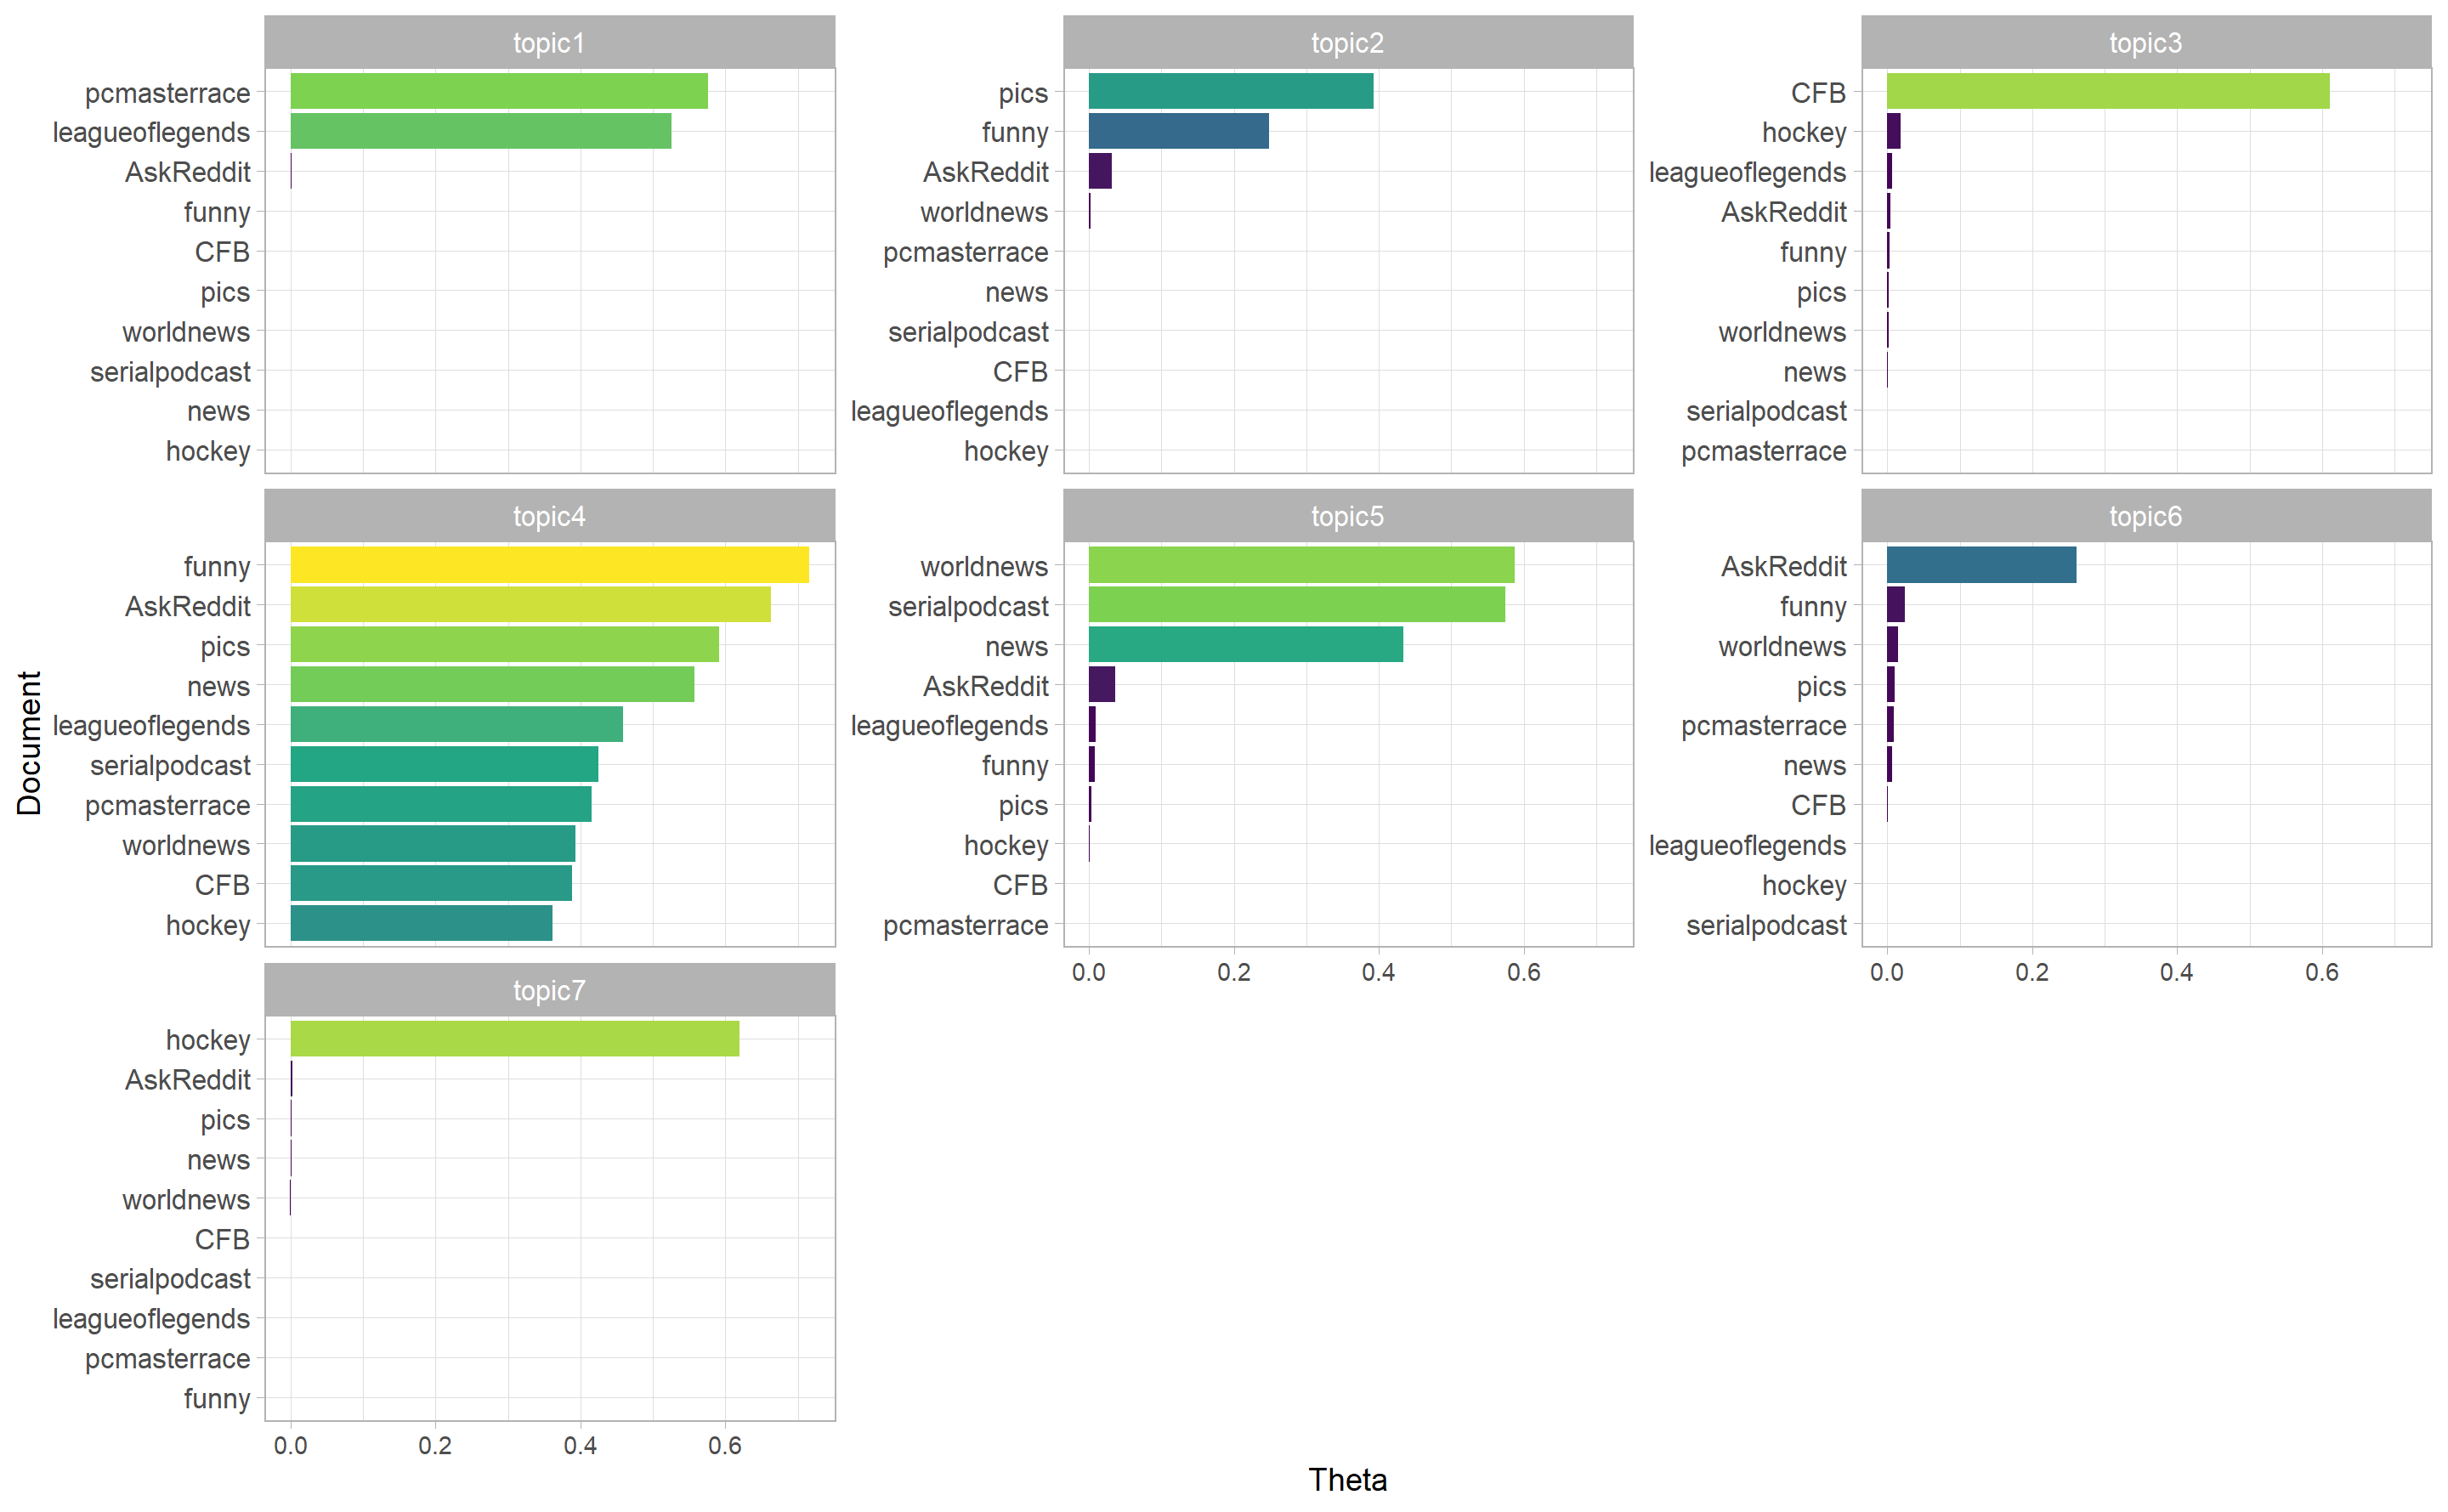 topic1
pcmasterrace
leagueoflegends
AskReddit
funny
CFB
pics
worldnews
serialpodcast
news
hockey
topic2
pics
funny
AskReddit
worldnews
pcmasterrace
news
serialpodcast
CFB
leagueoflegends
hockey
topic3
CFB
hockey
leagueoflegends
AskReddit
funny
pics
worldnews
news
serialpodcast
pcmasterrace
Document
topic4
funny
AskReddit
pics
news
leagueoflegends
serialpodcast
pcmasterrace
worldnews
CFB
hockey
topic5
worldnews
serialpodcast
news
AskReddit
leagueoflegends
funny
pics
hockey
CFB
pcmasterrace
0.0 0.2 0.4 0.6
topic6
AskReddit
funny
worldnews
pics
pcmasterrace
news
CFB
leagueoflegends
hockey
serialpodcast
0.0 0.2 0.4 0.6
topic7
hockey
AskReddit
pics
news
worldnews
CFB
serialpodcast
leagueoflegends
pcmasterrace
funny
0.0 0.2 0.4 0.6
Theta